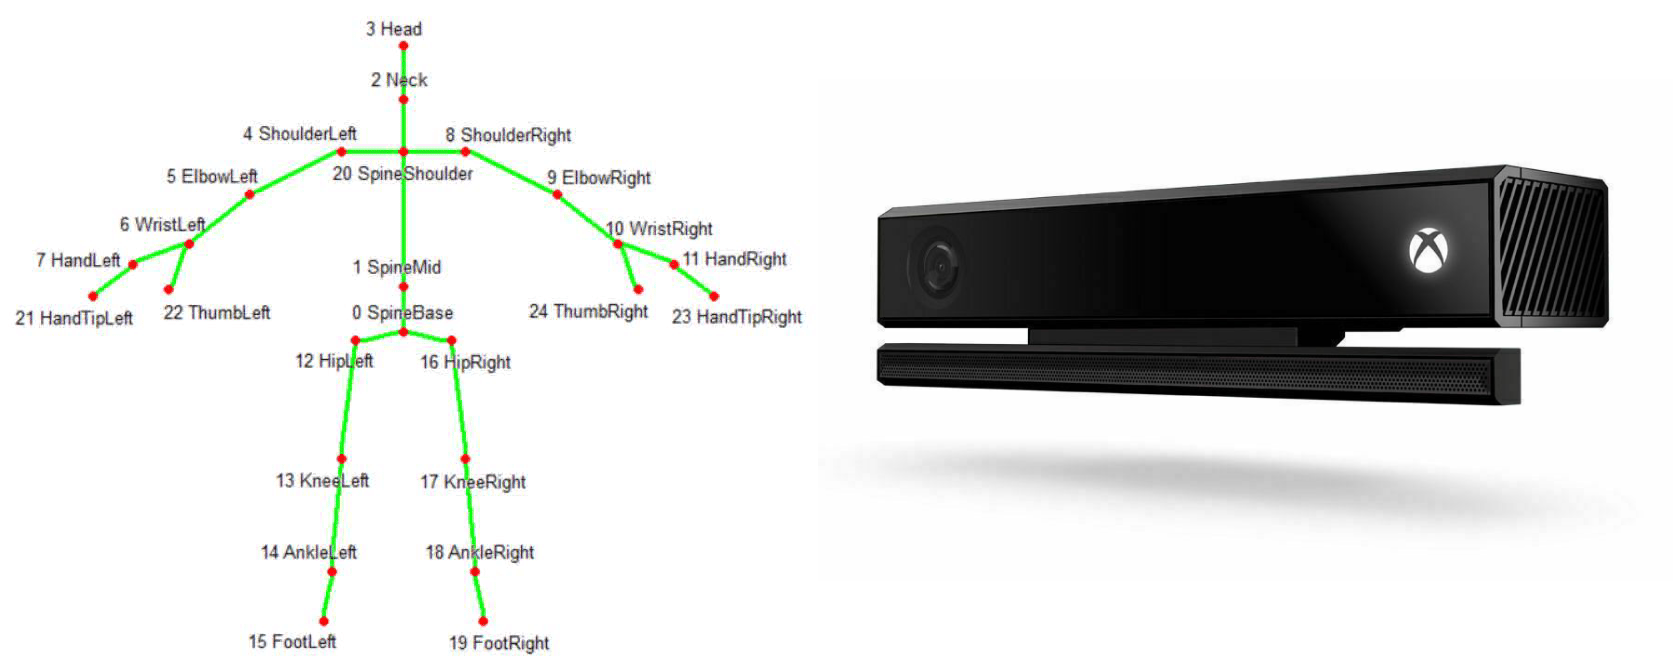 3 Head
2 Neck
4 ShoulderLeft
8 ShoulderRight
20 SpineShoulder
5 ElbowLeft
9 ElbowRight
6 WristLeft
10 WristRight
7 HandLeft
1 SpineMid
11 HandRight
21 HandTipLeft
22 ThumbLeft
0 SpineBase
24 ThumbRight
23 HandTipRight
12 HipLeft
16 HipRight
13 KneeLeft
17 KneeRight
14 AnkleLeft
18 AnkleRight
15 FootLeft
19 FootRight